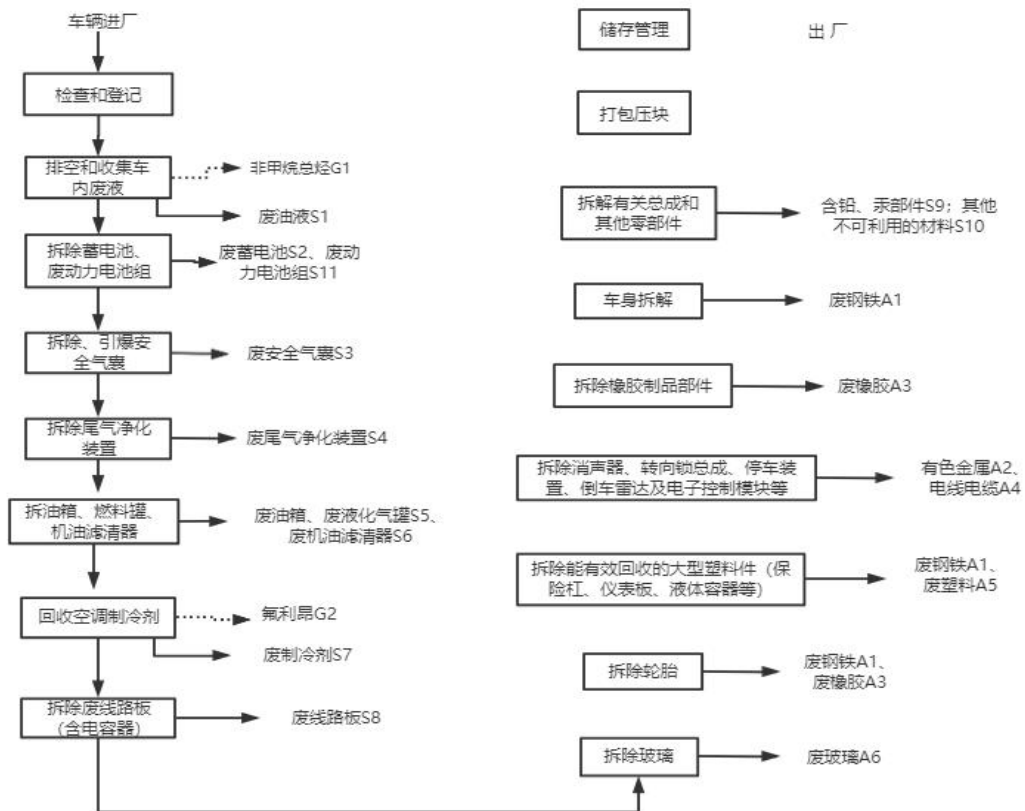 车辆进厂
检查和登记
排空和收集车
内废液
非甲烷总烃G1
废油液S1
拆除蓄电池、
废动力电池组
废蓄电池S2、废动
力电池组S11
拆除、引爆安
全气囊
废安全气囊S3
拆除尾气净化
装置
废尾气净化装置S4
拆油箱、燃料罐、
机油滤清器
废油箱、废液化气罐S5、
废机油滤清器S6
回收空调制冷剂
氟利昂G2
废制冷剂S7
拆除废线路板
（含电容器）
废线路板S8
储存管理
出厂
打包压块
拆解有关总成和
其他零部件
含铅、汞部件S9；其他
不可利用的材料S10
车身拆解
废钢铁A1
拆除橡胶制品部件
废橡胶A3
拆除消声器、转向锁总成、停车装
置、倒车雷达及电子控制模块等
有色金属A2、
电线电缆A4
拆除能有效回收的大型塑料件（保
险杠、仪表板、液体容器等）
废钢铁A1、
废塑料A5
拆除轮胎
废钢铁A1、
废橡胶A3
拆除玻璃
废玻璃A6